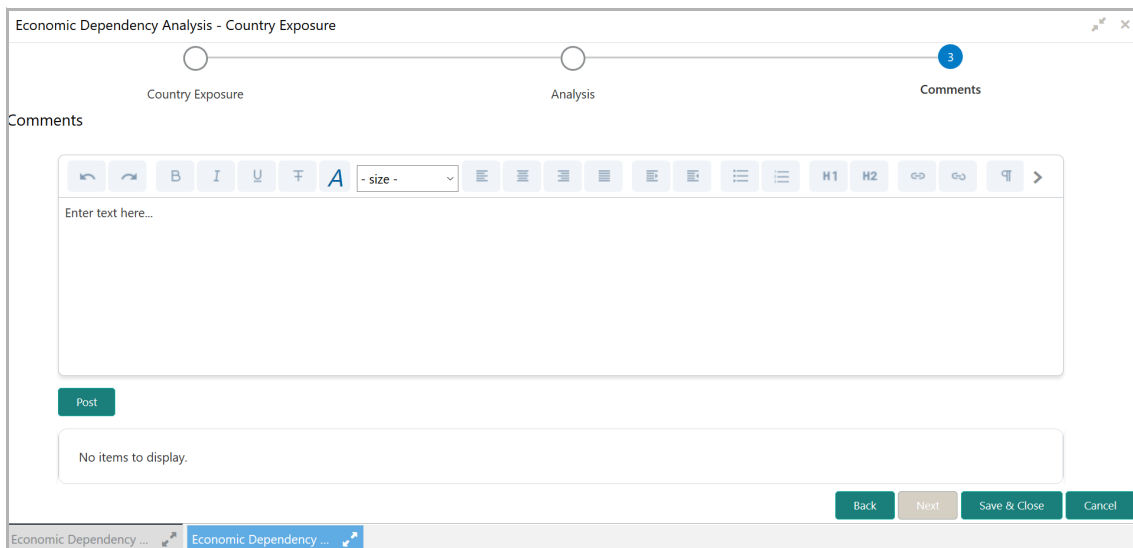 Economic Dependency Analysis - Country Exposure
3
Country Exposure Analysis Comments
Comments
B I U T A - size - H1 H2 ¶
Enter text here...
Post
No items to display.
Back Next Save & Close Cancel
Economic Dependency ... Economic Dependency ...